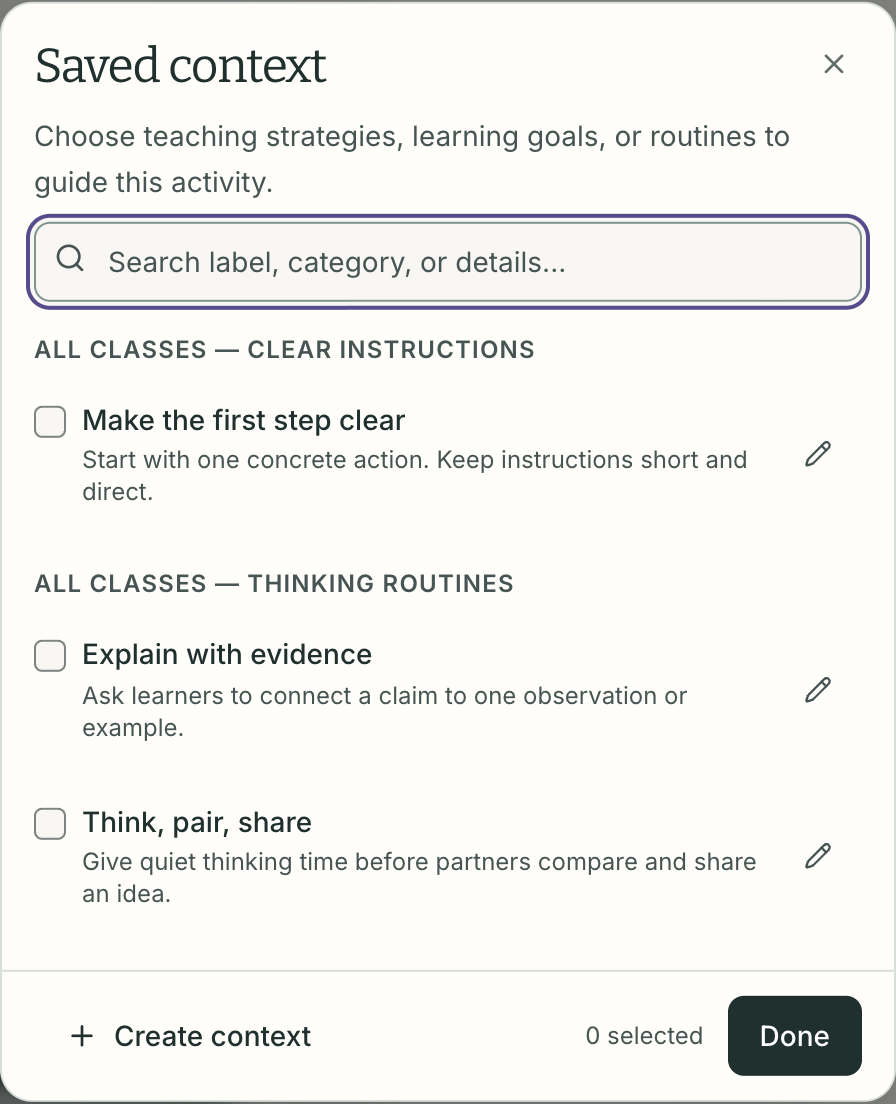 Saved context
Choose teaching strategies, learning goals, or routines to
guide this activity.
Search label, category, or details...
ALL CLASSES — CLEAR INSTRUCTIONS
Make the first step clear
Start with one concrete action. Keep instructions short and
direct.
ALL CLASSES — THINKING ROUTINES
Explain with evidence
Ask learners to connect a claim to one observation or
example.
Think, pair, share
Give quiet thinking time before partners compare and share
an idea.
Create context
0 selected
Done